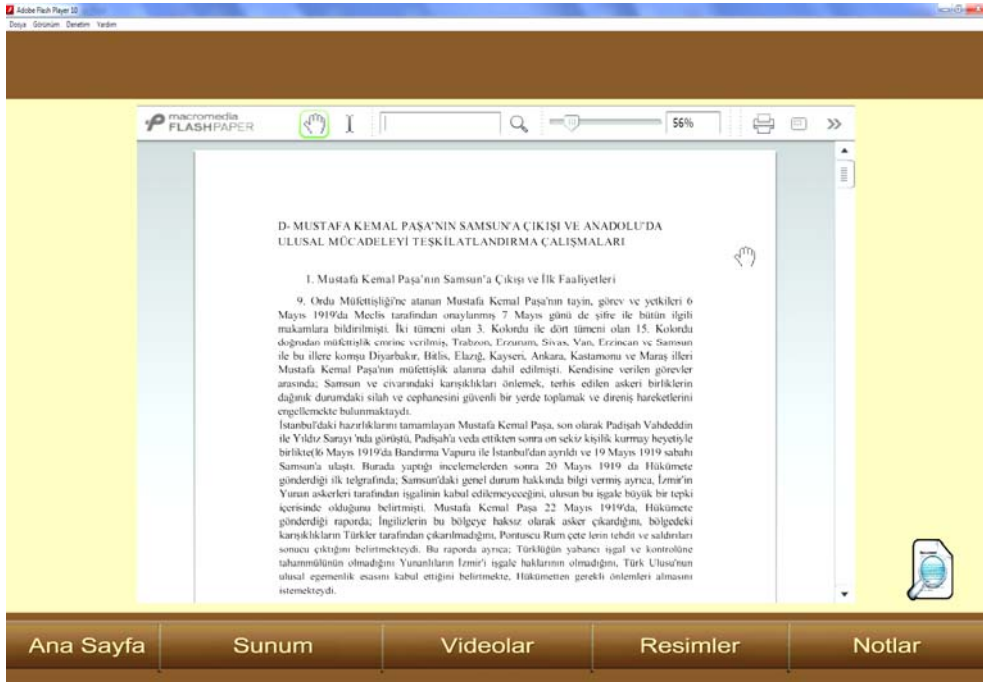 Adobe Flash Player 10
Dosya Görünüm Denetim Yardım
macromedia
FLASHPAPER
56%
D- MUSTAFA KEMAL PAŞA'NIN SAMSUN'A ÇIKIŞI VE ANADOLU'DA
ULUSAL MÜCADELEYİ TEŞKİLATLANDIRMA ÇALIŞMALARI
1. Mustafa Kemal Paşa'nın Samsun'a Çıkışı ve İlk Faaliyetleri
9. Ordu Müfettişliği'ne atanan Mustafa Kemal Paşa'nın tayin, görev ve yetkileri 6
Mayıs 1919'da Meclis tarafından onaylanmış 7 Mayıs günü de şifre ile bütün ilgili
makamlara bildirilmişti. İki tümeni olan 3. Kolordu ile dört tümeni olan 15. Kolordu
doğrudan müfettişlik emrine verilmiş, Trabzon, Erzurum, Sivas, Van, Erzincan ve Samsun
ile bu illere komşu Diyarbakır, Bitlis, Elazığ, Kayseri, Ankara, Kastamonu ve Maraş illeri
Mustafa Kemal Paşa'nın müfettişlik alanına dahil edilmişti. Kendisine verilen görevler
arasında; Samsun ve civarındaki karışıklıkları önlemek, terhis edilen askeri birliklerin
dağınık durumdaki silah ve cephanesini güvenli bir yerde toplamak ve direniş hareketlerini
engellemekte bulunmaktaydı.
İstanbul'daki hazırlıklarını tamamlayan Mustafa Kemal Paşa, son olarak Padişah Vahdeddin
ile Yıldız Sarayı 'nda görüştü, Padişah'a veda ettikten sonra on sekiz kişilik kurmay heyetiyle
birlikte(l6 Mayıs 1919'da Bandırma Vapuru ile İstanbul'dan ayrıldı ve 19 Mayıs 1919 sabahı
Samsun'a ulaştı. Burada yaptığı incelemelerden sonra 20 Mayıs 1919 da Hükümete
gönderdiği ilk telgrafında; Samsun'daki genel durum hakkında bilgi vermiş ayrıca, İzmir'in
Yunan askerleri tarafından işgalinin kabul edilemeyeceğini, ulusun bu işgale büyük bir tepki
içerisinde olduğunu belirtmişti. Mustafa Kemal Paşa 22 Mayıs 1919'da, Hükümete
gönderdiği raporda; İngilizlerin bu bölgeye haksız olarak asker çıkardığını, bölgedeki
karışıklıkların Türkler tarafından çıkarılmadığını, Pontuscu Rum çete lerin tehdit ve saldırıları
sonucu çıktığını belirtmekteydi. Bu raporda ayrıca; Türklüğün yabancı işgal ve kontrolüne
tahammülünün olmadığını Yunanlıların İzmir'i işgale haklarının olmadığını, Türk Ulusu'nun
ulusal egemenlik esasını kabul ettiğini belirtmekte, Hükümetten gerekli önlemleri almasını
istemekteydi.
Ana Sayfa Sunum Videolar Resimler Notlar